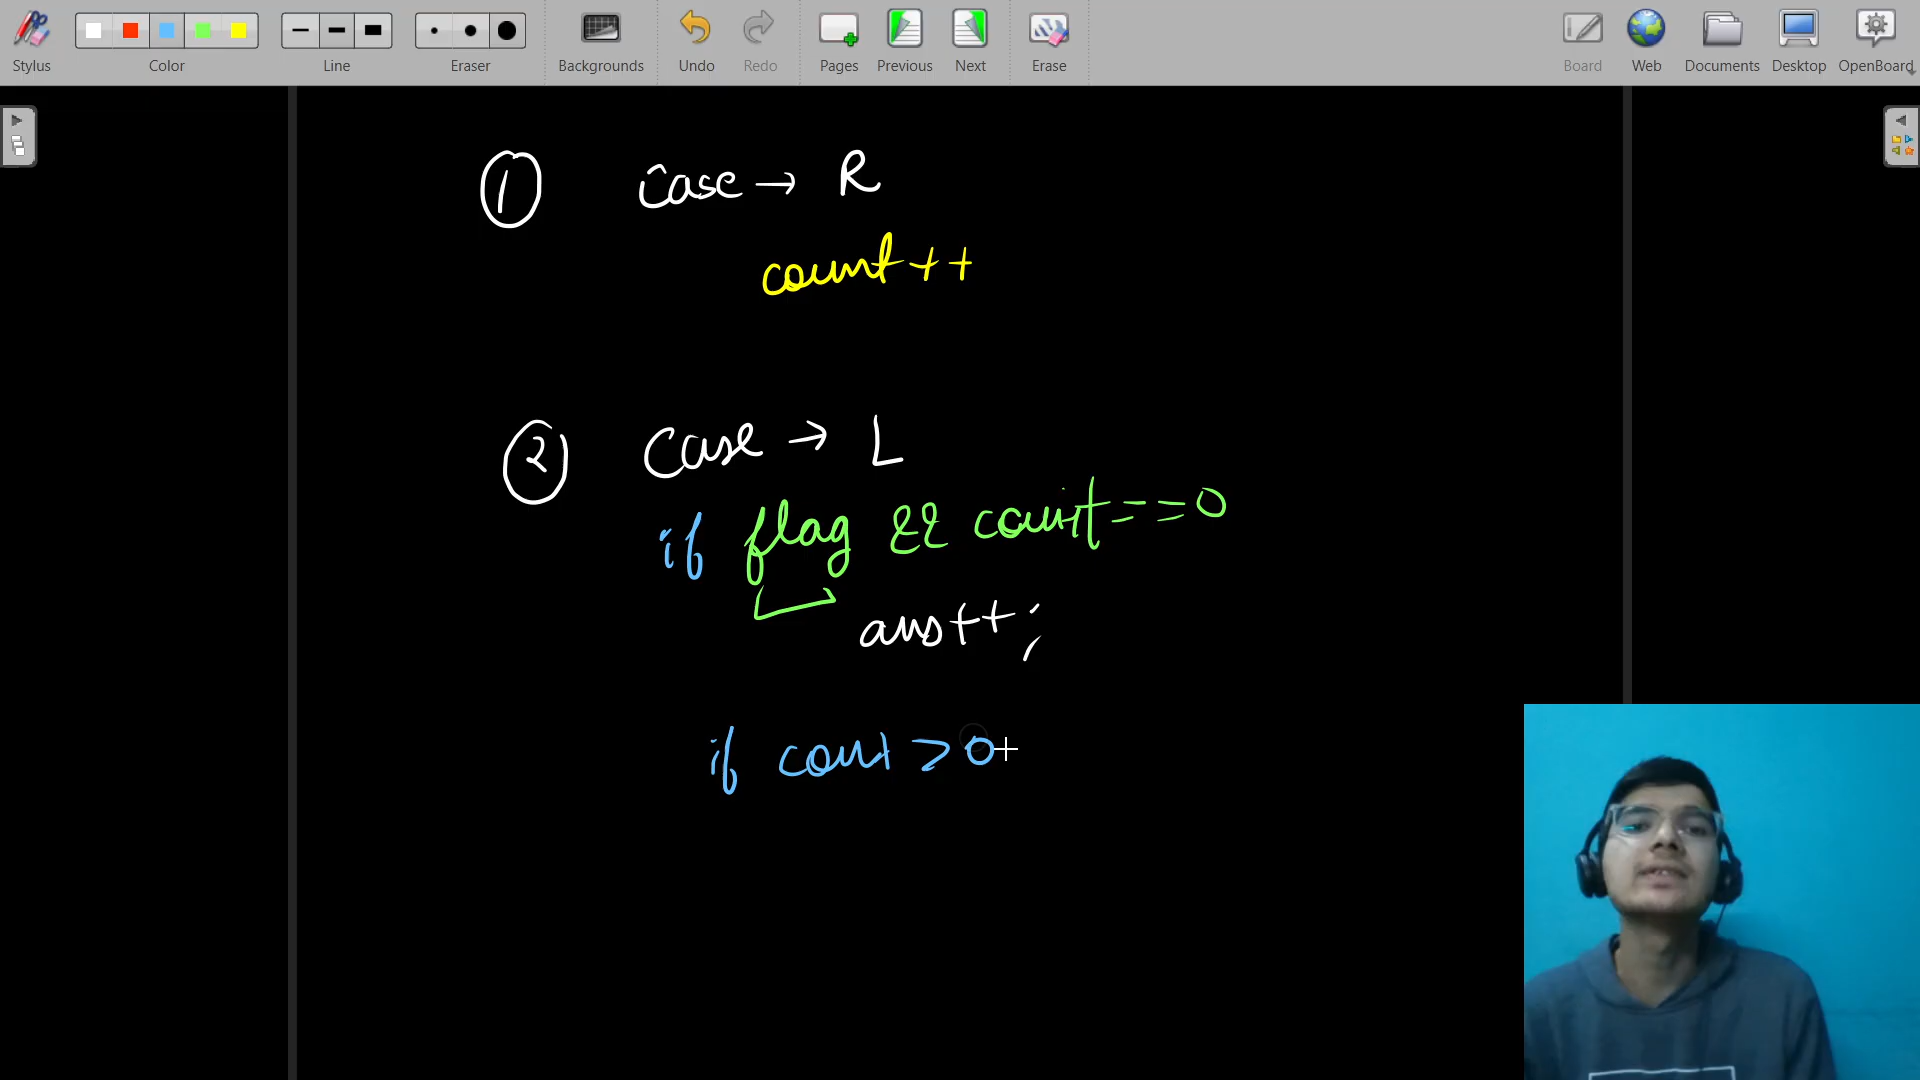 Stylus
Color
Line
Eraser
Backgrounds
Undo
Redo
Pages
Previous
Next
Erase
Board
Web
Documents
Desktop
OpenBoard
1 Case → R
count++
2 Case → L
if flag && count==0
ans++;
if count > 0